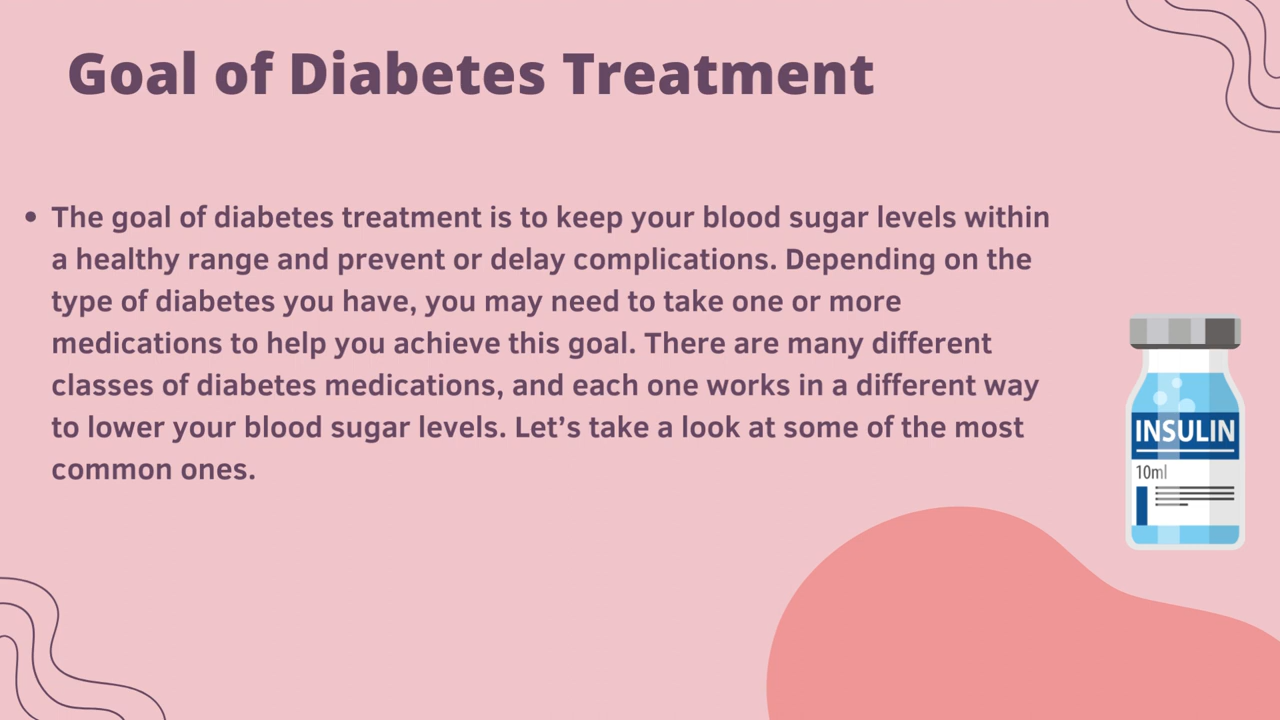 Goal of Diabetes Treatment
• The goal of diabetes treatment is to keep your blood sugar levels within
a healthy range and prevent or delay complications. Depending on the
type of diabetes you have, you may need to take one or more
medications to help you achieve this goal. There are many different
classes of diabetes medications, and each one works in a different way
to lower your blood sugar levels. Let’s take a look at some of the most
common ones.
INSULIN
10ml